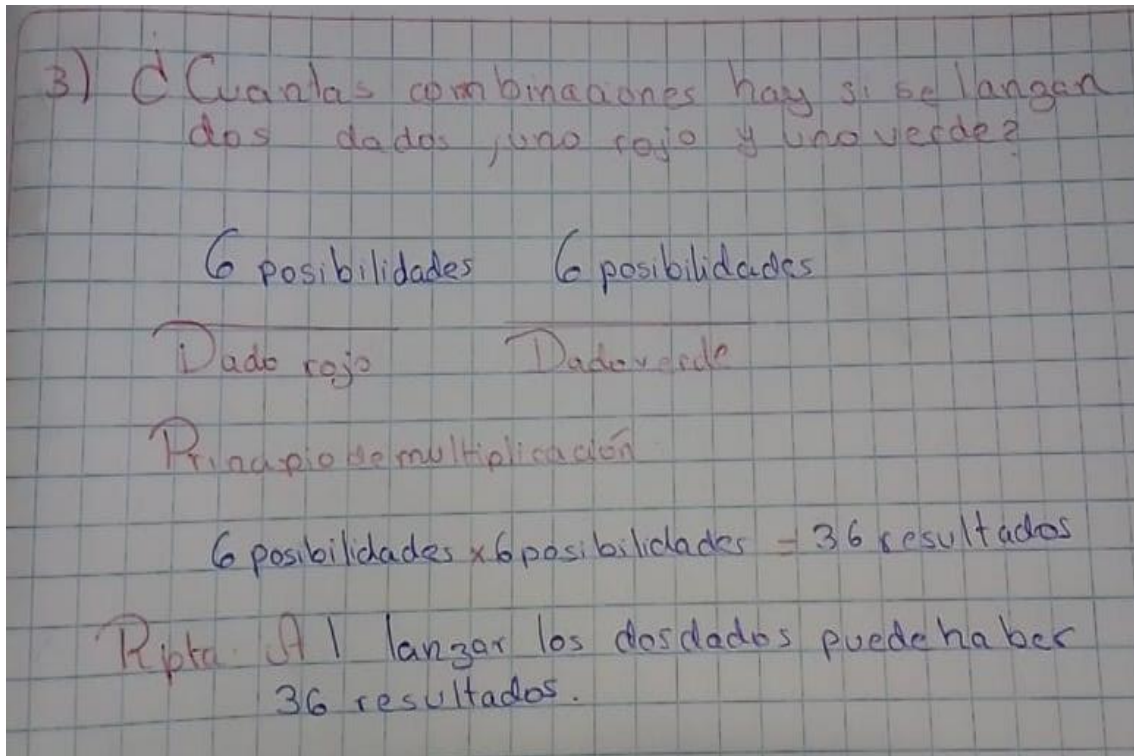 3) ¿Cuantas combinaciones hay si se lanzan
dos dados, uno rojo y uno verde?
6 posibilidades 6 posibilidades
Dado rojo Dado verde
Principio de multiplicación
6 posibilidades x 6 posibilidades = 36 resultados
Rpta. Al lanzar los dos dados puede haber
36 resultados.